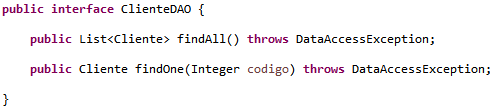 public interface ClienteDAO {
public List<Cliente> findAll() throws DataAccessException;
public Cliente findOne(Integer codigo) throws DataAccessException;
}